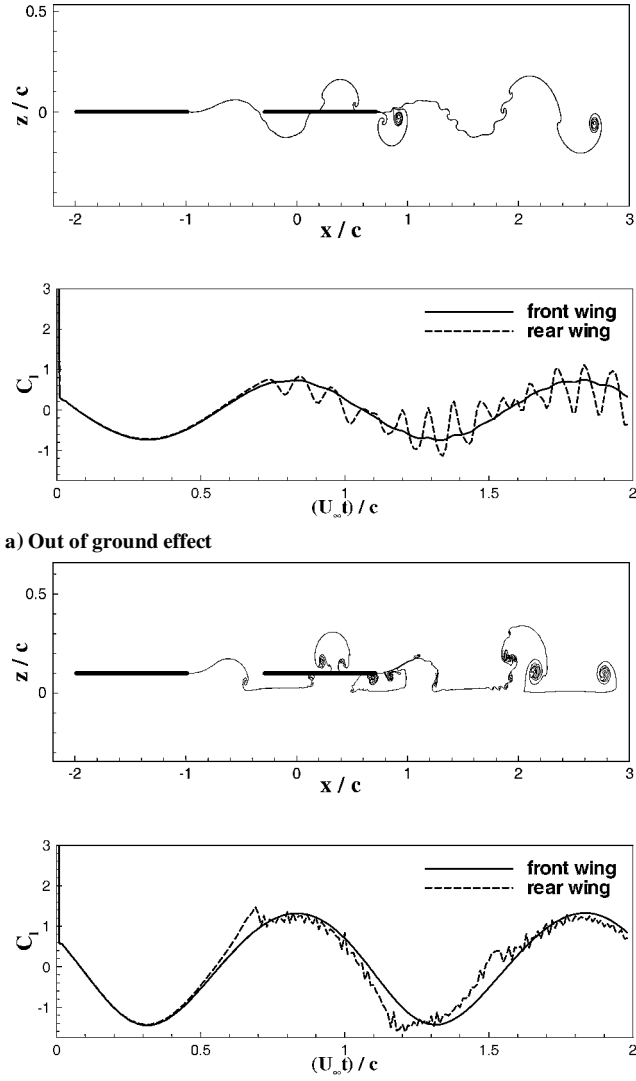 0.5
z / c
0
-2 -1 0 1 2 3
x / c
3
2
1
0
-1
C_l
front wing
rear wing
0 0.5 1 1.5 2
(U_∞ t) / c
a) Out of ground effect
0.5
z / c
0
-2 -1 0 1 2 3
x / c
3
2
1
0
-1
C_l
front wing
rear wing
0 0.5 1 1.5 2
(U_∞ t) / c